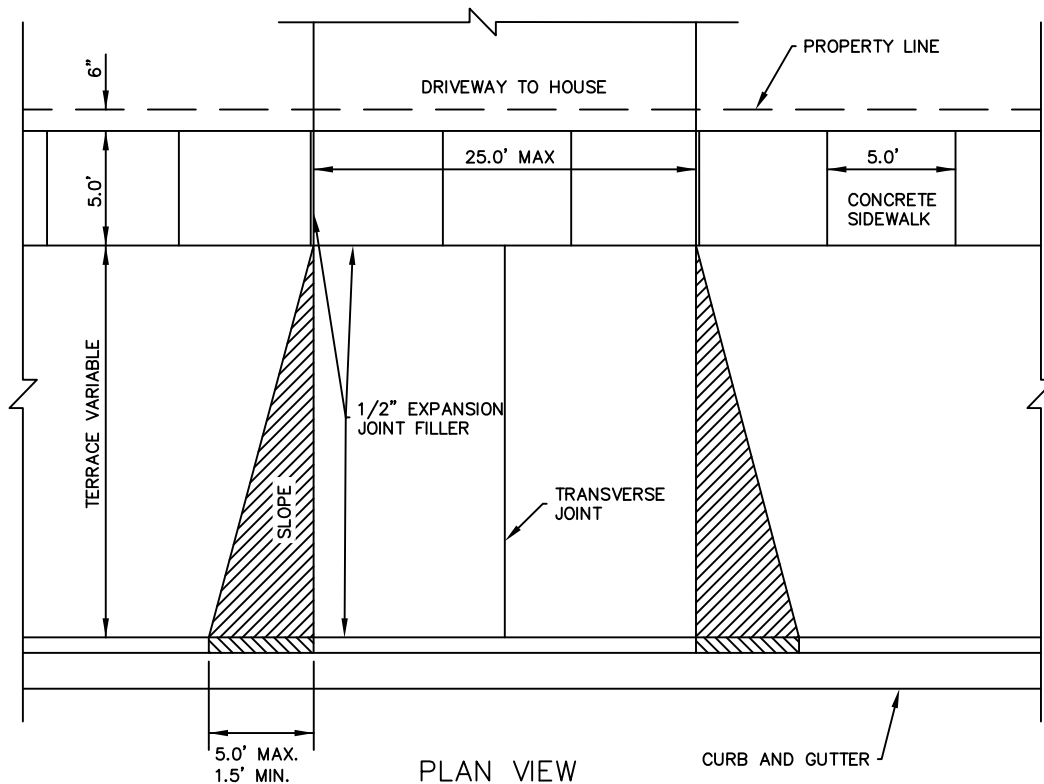 PROPERTY LINE
6"
DRIVEWAY TO HOUSE
25.0' MAX
5.0'
5.0'
CONCRETE
SIDEWALK
TERRACE VARIABLE
1/2" EXPANSION
JOINT FILLER
SLOPE
TRANSVERSE
JOINT
5.0' MAX.
1.5' MIN.
PLAN VIEW
CURB AND GUTTER